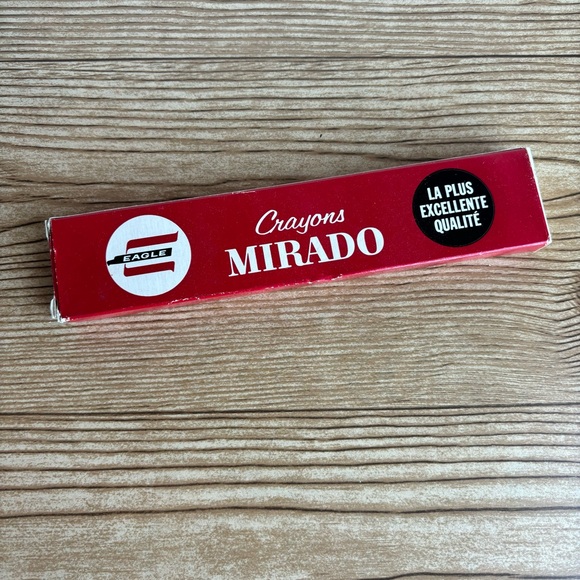 EAGLE
Crayons
MIRADO
LA PLUS
EXCELLENTE
QUALITÉ